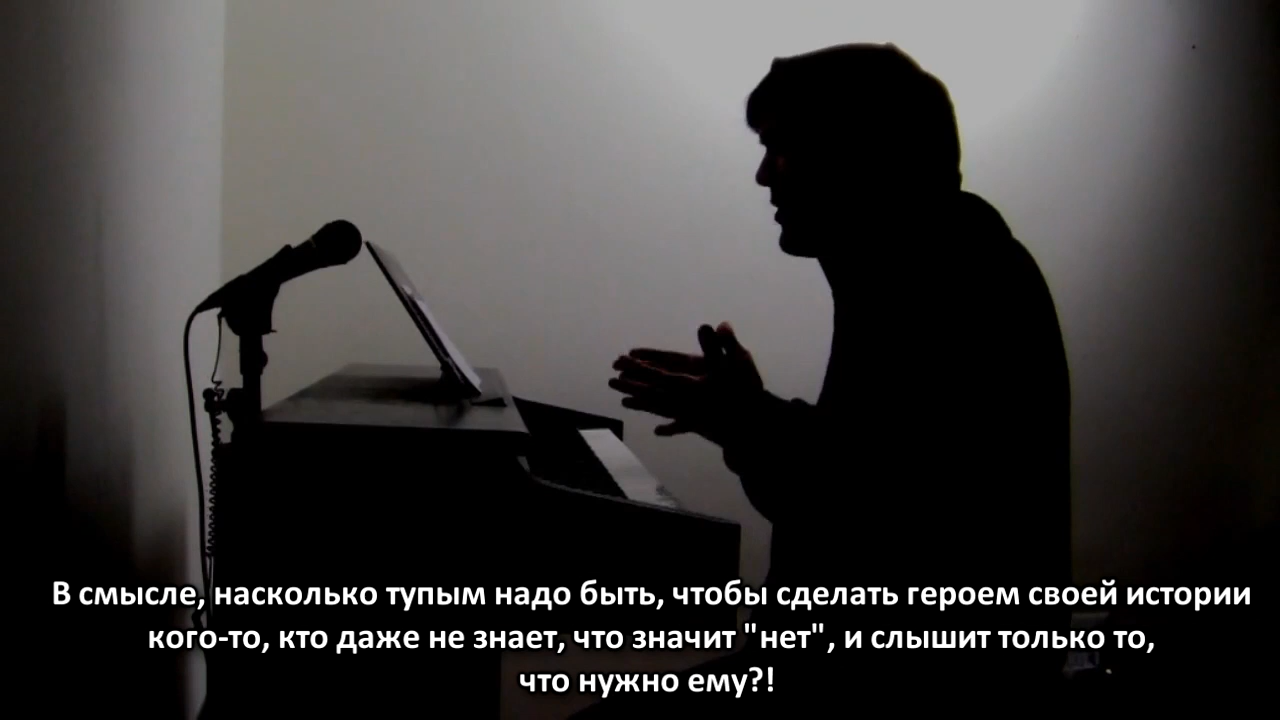 В смысле, насколько тупым надо быть, чтобы сделать героем своей истории
кого-то, кто даже не знает, что значит "нет", и слышит только то,
что нужно ему?!